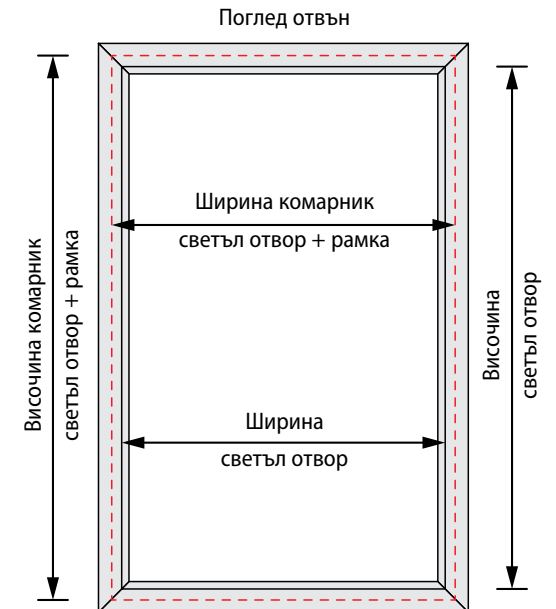 Поглед отвън
Ширина комарник
светъл отвор + рамка
Височина комарник
светъл отвор + рамка
Височина
светъл отвор
Ширина
светъл отвор